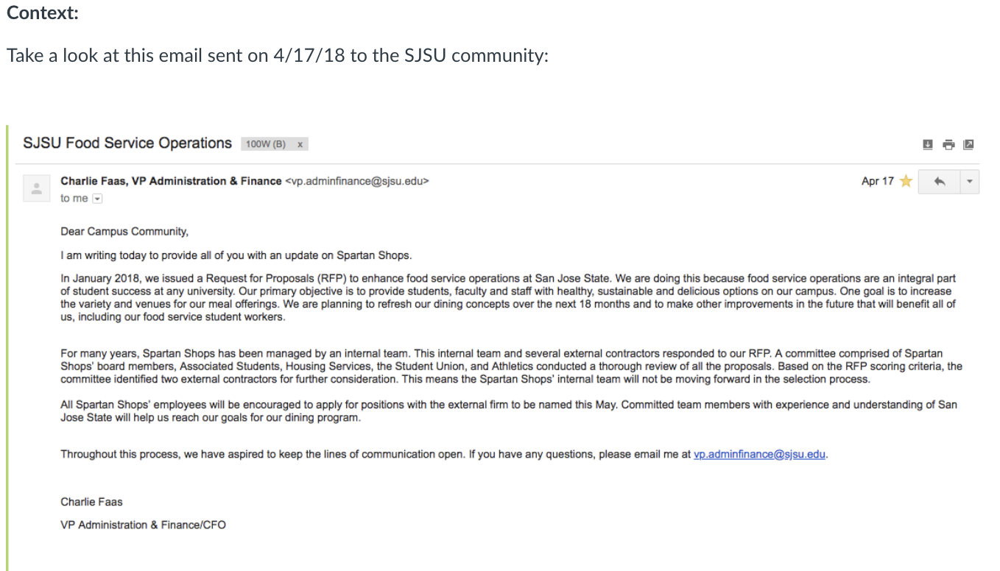 Context:
Take a look at this email sent on 4/17/18 to the SJSU community:
SJSU Food Service Operations 100W (B) x
Charlie Faas, VP Administration & Finance <vp.adminfinance@sjsu.edu> Apr 17
to me
Dear Campus Community,
I am writing today to provide all of you with an update on Spartan Shops.
In January 2018, we issued a Request for Proposals (RFP) to enhance food service operations at San Jose State. We are doing this because food service operations are an integral part
of student success at any university. Our primary objective is to provide students, faculty and staff with healthy, sustainable and delicious options on our campus. One goal is to increase
the variety and venues for our meal offerings. We are planning to refresh our dining concepts over the next 18 months and to make other improvements in the future that will benefit all of
us, including our food service student workers.
For many years, Spartan Shops has been managed by an internal team. This internal team and several external contractors responded to our RFP. A committee comprised of Spartan
Shops' board members, Associated Students, Housing Services, the Student Union, and Athletics conducted a thorough review of all the proposals. Based on the RFP scoring criteria, the
committee identified two external contractors for further consideration. This means the Spartan Shops' internal team will not be moving forward in the selection process.
All Spartan Shops' employees will be encouraged to apply for positions with the external firm to be named this May. Committed team members with experience and understanding of San
Jose State will help us reach our goals for our dining program.
Throughout this process, we have aspired to keep the lines of communication open. If you have any questions, please email me at vp.adminfinance@sjsu.edu.
Charlie Faas
VP Administration & Finance/CFO